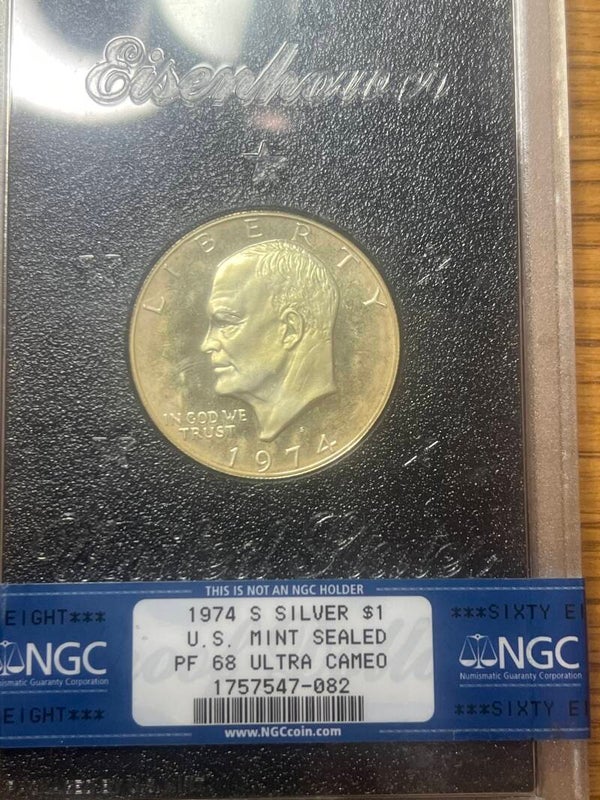 Eisenhower
LIBERTY
IN GOD WE
TRUST
S
1974
United States
THIS IS NOT AN NGC HOLDER
EIGHT***
1974 S SILVER $1
***SIXTY EI
U.S. MINT SEALED
NGC
PF 68 ULTRA CAMEO
NGC
Numismatic Guaranty Corporation
1757547-082
Numismatic Guaranty Corporation
EIGHT***
***SIXTY E
www.NGCcoin.com